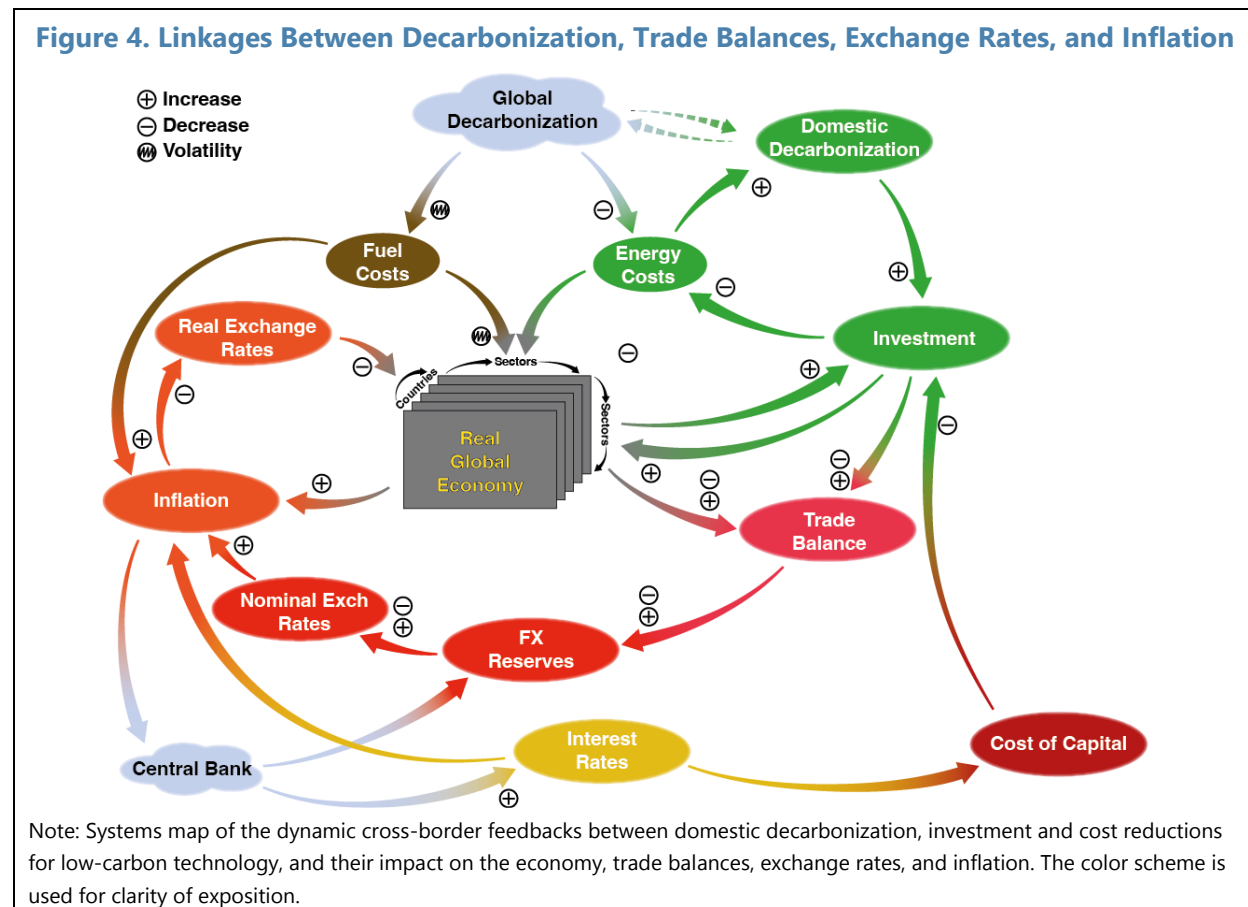 Figure 4. Linkages Between Decarbonization, Trade Balances, Exchange Rates, and Inflation
⊕ Increase
⊖ Decrease
Volatility
Global
Decarbonization
Domestic
Decarbonization
⊖
⊕
Fuel
Costs
Energy
Costs
⊕
⊖
Real Exchange
Rates
Investment
⊖
⊖
⊖
Countries
Sectors
Sectors
⊕
⊖
⊖
Real
Global
Economy
⊕
⊕
⊖
⊕
⊖
⊕
Inflation
⊕
Trade
Balance
⊕
Nominal Exch
Rates
⊖
⊕
⊖
⊕
FX
Reserves
Central Bank
Interest
Rates
Cost of Capital
⊕
Note: Systems map of the dynamic cross-border feedbacks between domestic decarbonization, investment and cost reductions
for low-carbon technology, and their impact on the economy, trade balances, exchange rates, and inflation. The color scheme is
used for clarity of exposition.